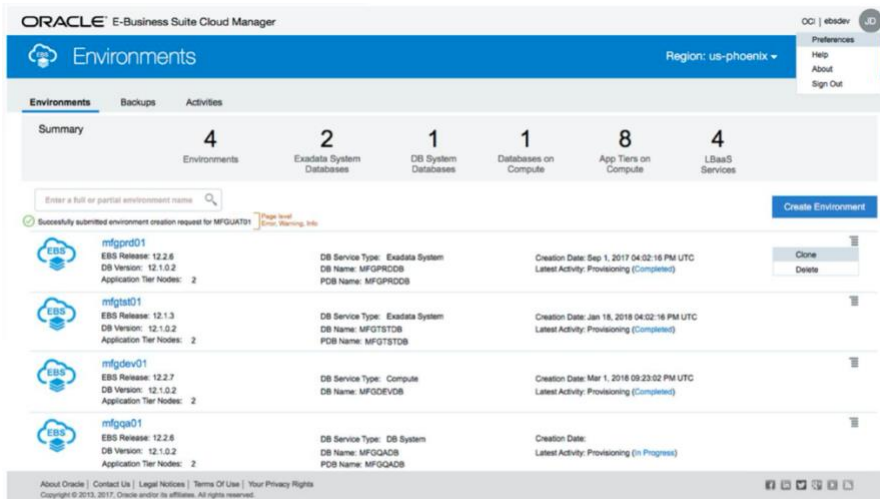 ORACLE® E-Business Suite Cloud Manager
OCI | ebsdev JD
Preferences
Help
About
Sign Out
EBS Environments
Region: us-phoenix
Environments Backups Activities
Summary
4 Environments
2 Exadata System Databases
1 DB System Databases
1 Databases on Compute
8 App Tiers on Compute
4 LBaaS Services
Enter a full or partial environment name
Create Environment
Succesfully submitted environment creation request for MFGUAT01
Page level
Error, Warning, Info
EBS
mfgprd01
EBS Release: 12.2.6
DB Version: 12.1.0.2
Application Tier Nodes: 2
DB Service Type: Exadata System
DB Name: MFGPRDDB
PDB Name: MFGPRDDB
Creation Date: Sep 1, 2017 04:02:16 PM UTC
Latest Activity: Provisioning (Completed)
Clone
Delete
EBS
mfgtst01
EBS Release: 12.1.3
DB Version: 12.1.0.2
Application Tier Nodes: 2
DB Service Type: Exadata System
DB Name: MFGTSTDB
PDB Name: MFGTSTDB
Creation Date: Jan 18, 2018 04:02:16 PM UTC
Latest Activity: Provisioning (Completed)
EBS
mfgdev01
EBS Release: 12.2.7
DB Version: 12.1.0.2
Application Tier Nodes: 2
DB Service Type: Compute
DB Name: MFGDEVDB
Creation Date: Mar 1, 2018 09:23:02 PM UTC
Latest Activity: Provisioning (Completed)
EBS
mfgqa01
EBS Release: 12.2.6
DB Version: 12.1.0.2
Application Tier Nodes: 2
DB Service Type: DB System
DB Name: MFGQADB
PDB Name: MFGQADB
Creation Date:
Latest Activity: Provisioning (In Progress)
About Oracle | Contact Us | Legal Notices | Terms Of Use | Your Privacy Rights
Copyright © 2013, 2017, Oracle and/or its affiliates. All rights reserved.